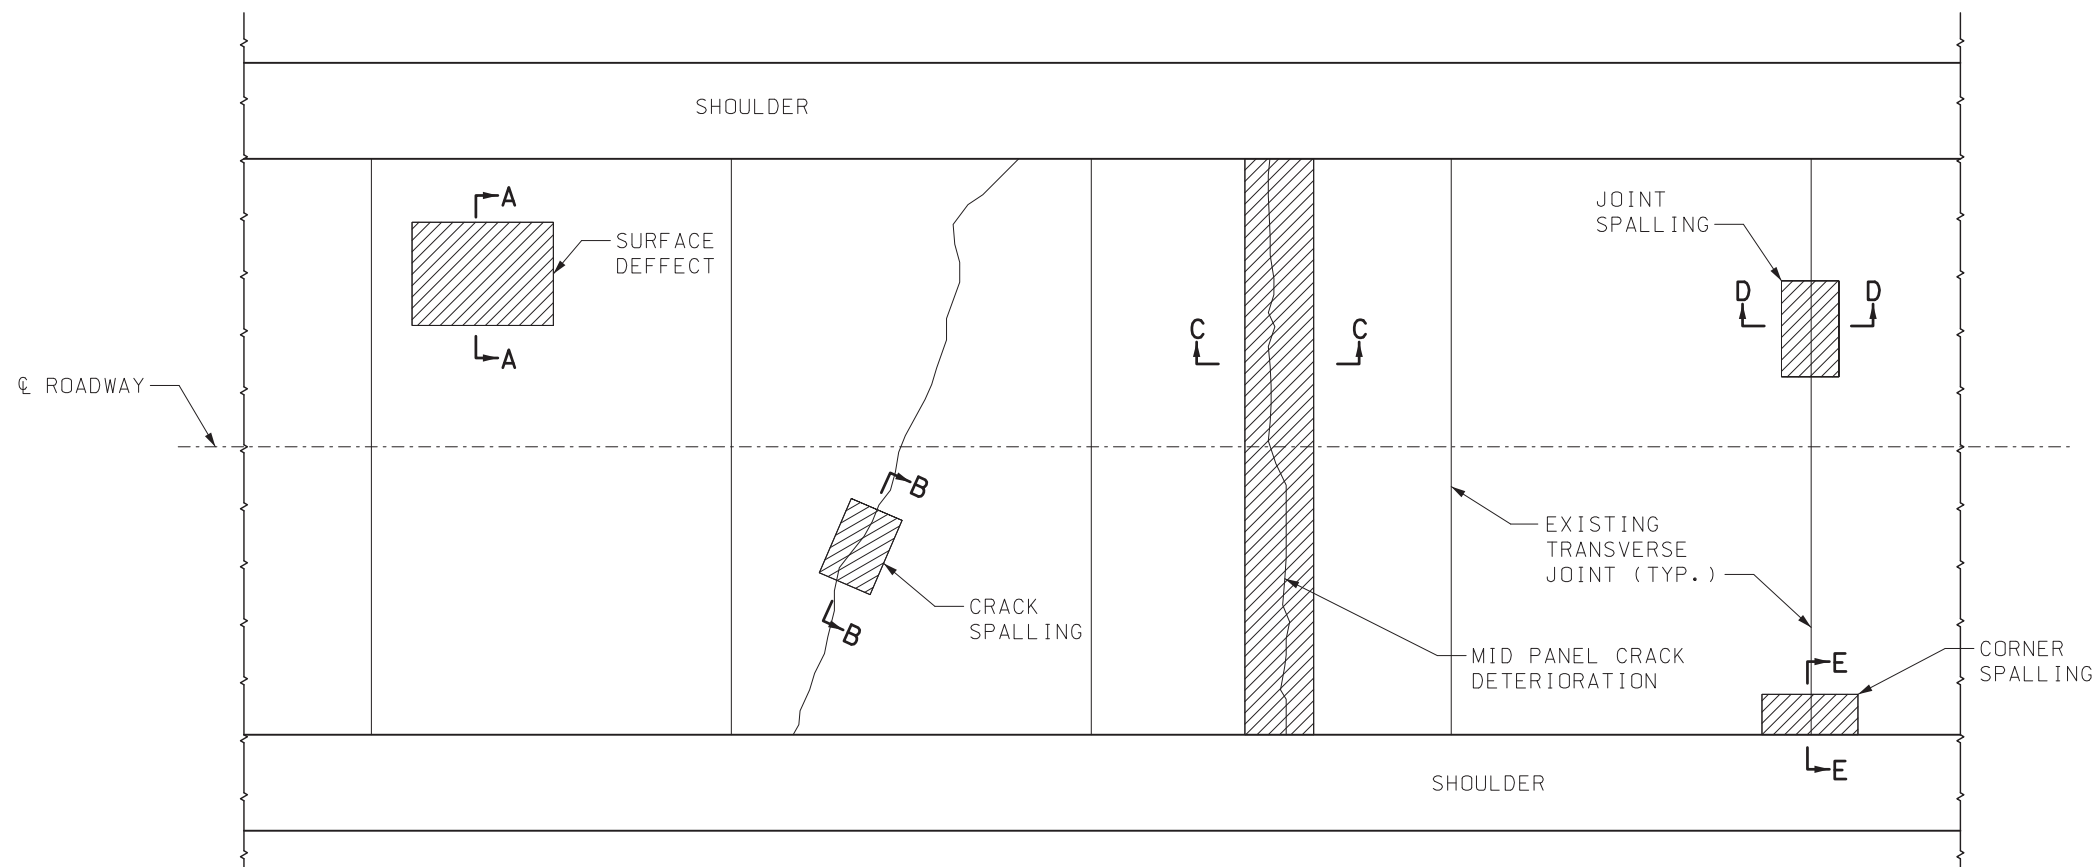 SHOULDER
A
SURFACE
DEFFECT
A
JOINT
SPALLING
D
D
C
C
℄ ROADWAY
B
B
CRACK
SPALLING
EXISTING
TRANSVERSE
JOINT (TYP.)
MID PANEL CRACK
DETERIORATION
E
CORNER
SPALLING
E
SHOULDER